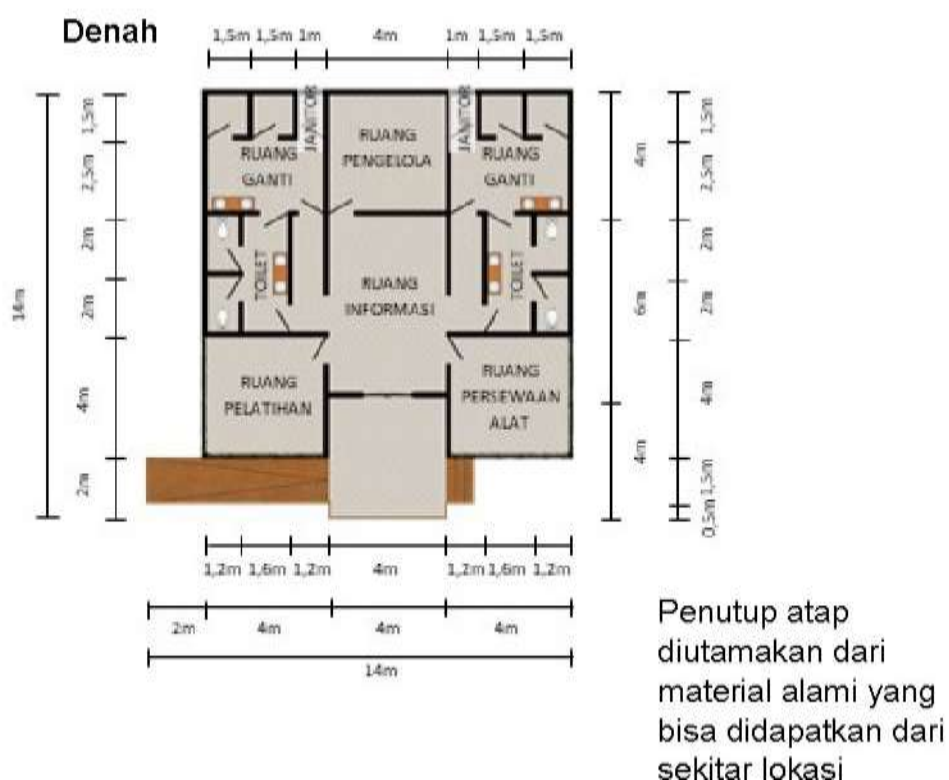 Denah
1,5m 1,5m 1m 4m 1m 1,5m 1,5m
JANITOR
RUANG
PENGELOLA
JANITOR
RUANG
GANTI
RUANG
GANTI
TOILET
RUANG
INFORMASI
TOILET
RUANG
PELATIHAN
RUANG
PERSEWAAN
ALAT
14m
1,5m
2,5m
2m
2m
4m
2m
4m
6m
4m
1,5m
2,5m
2m
2m
4m
1,5m
0,5m
1,2m 1,6m 1,2m 4m 1,2m 1,6m 1,2m
2m 4m 4m 4m
14m
Penutup atap
diutamakan dari
material alami yang
bisa didapatkan dari
sekitar lokasi